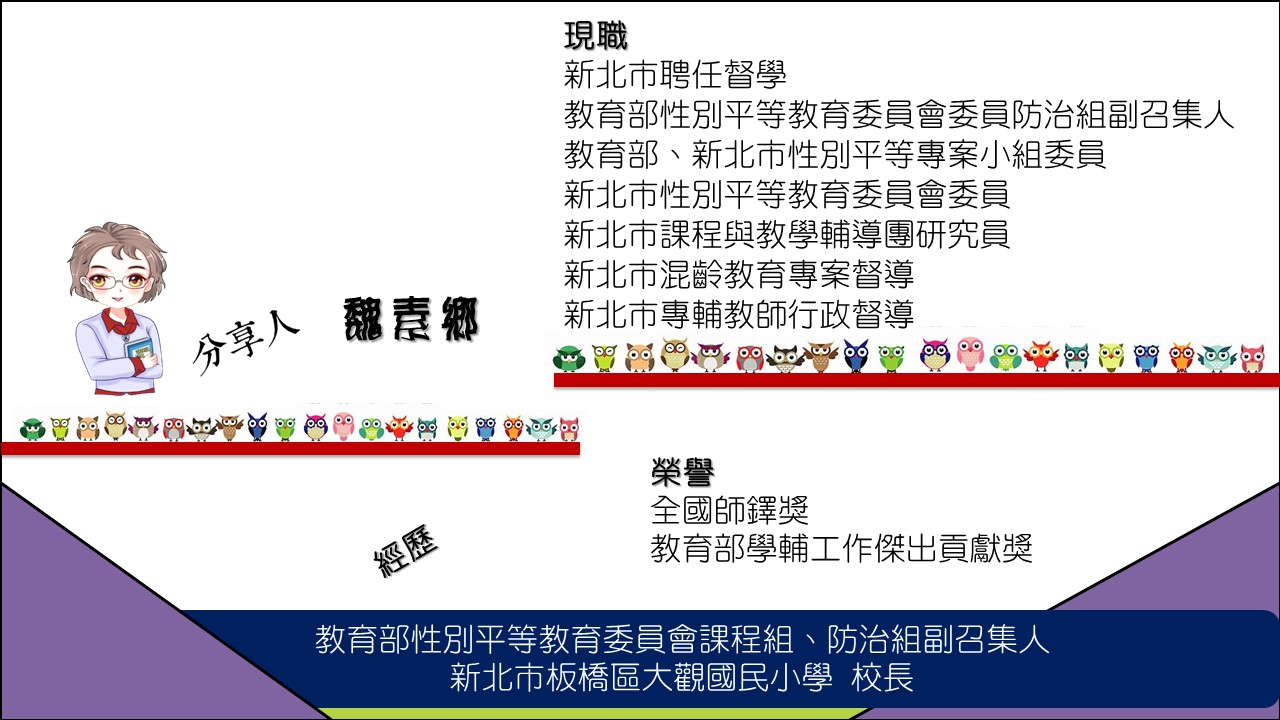 現職
新北市聘任督學
教育部性別平等教育委員會委員防治組副召集人
教育部、新北市性別平等專案小組委員
新北市性別平等教育委員會委員
新北市課程與教學輔導團研究員
新北市混齡教育專案督導
新北市專輔教師行政督導
分享人 魏素鄉
榮譽
全國師鐸獎
教育部學輔工作傑出貢獻獎
經歷
教育部性別平等教育委員會課程組、防治組副召集人
新北市板橋區大觀國民小學 校長